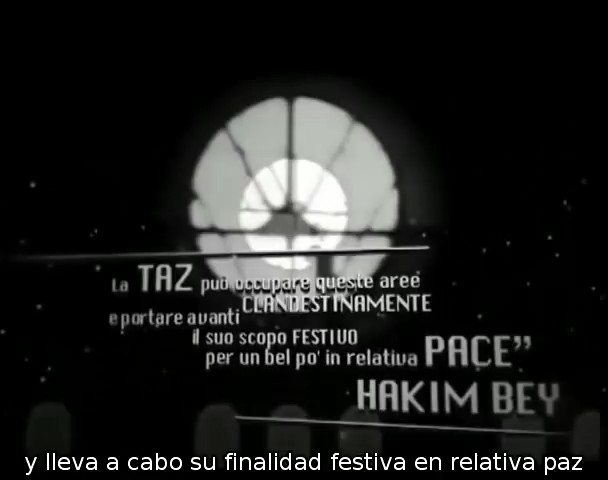 La TAZ può occupare queste aree
CLANDESTINAMENTE
e portare avanti
il suo scopo FESTIVO
per un bel po' in relativa PACE”
HAKIM BEY
y lleva a cabo su finalidad festiva en relativa paz